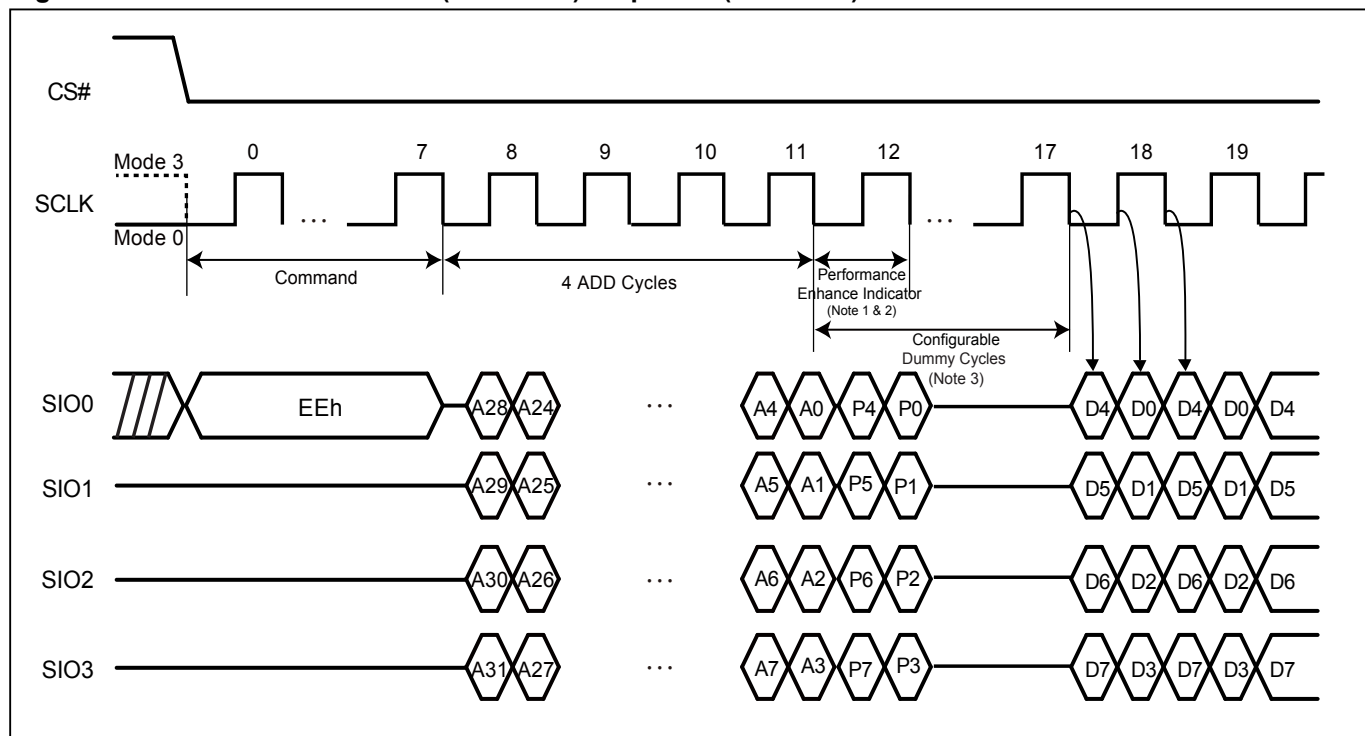 CS#
Mode 3
0 7 8 9 10 11 12 17 18 19
SCLK
...
...
Mode 0
Command
4 ADD Cycles
Performance
Enhance Indicator
(Note 1 & 2)
Configurable
Dummy Cycles
(Note 3)
SIO0 EEh A28 A24 ... A4 A0 P4 P0 D4 D0 D4 D0 D4
SIO1 A29 A25 ... A5 A1 P5 P1 D5 D1 D5 D1 D5
SIO2 A30 A26 ... A6 A2 P6 P2 D6 D2 D6 D2 D6
SIO3 A31 A27 ... A7 A3 P7 P3 D7 D3 D7 D3 D7